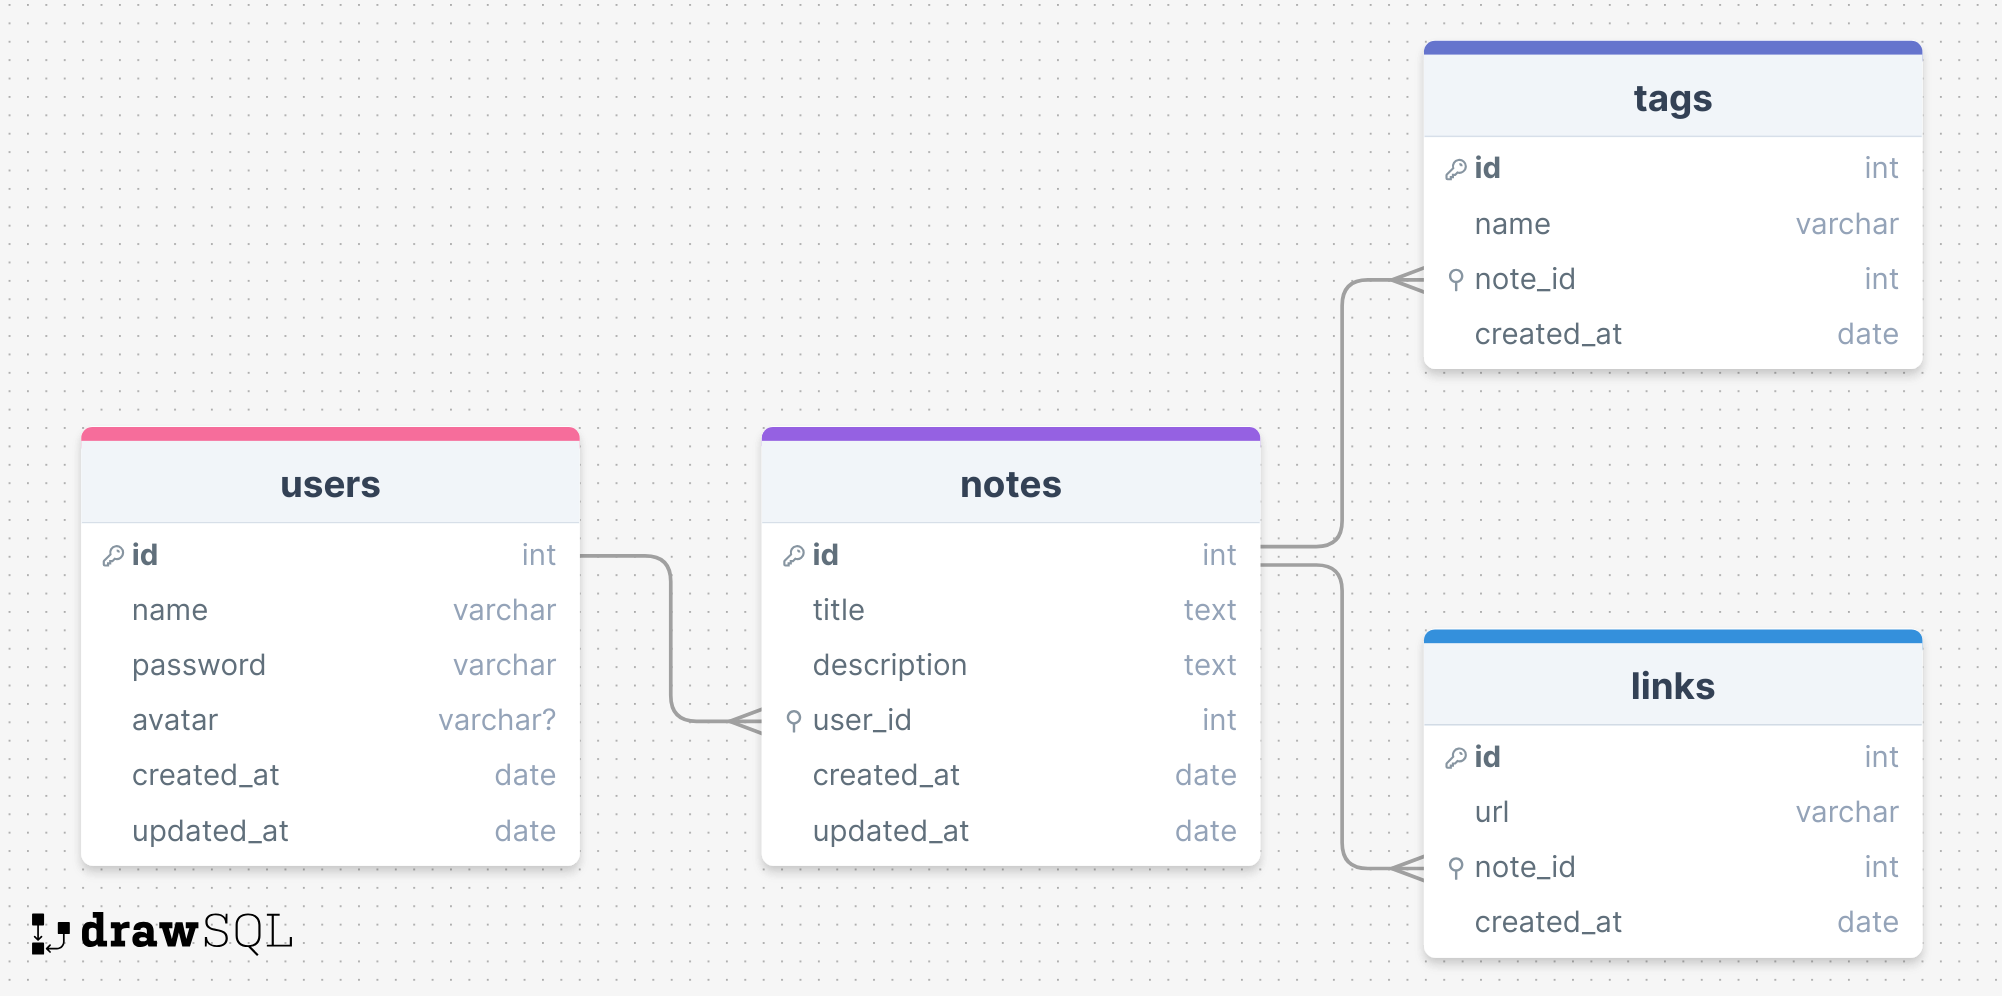 tags
id int
name varchar
note_id int
created_at date
users
id int
name varchar
password varchar
avatar varchar?
created_at date
updated_at date
notes
id int
title text
description text
user_id int
created_at date
updated_at date
links
id int
url varchar
note_id int
created_at date
drawSQL